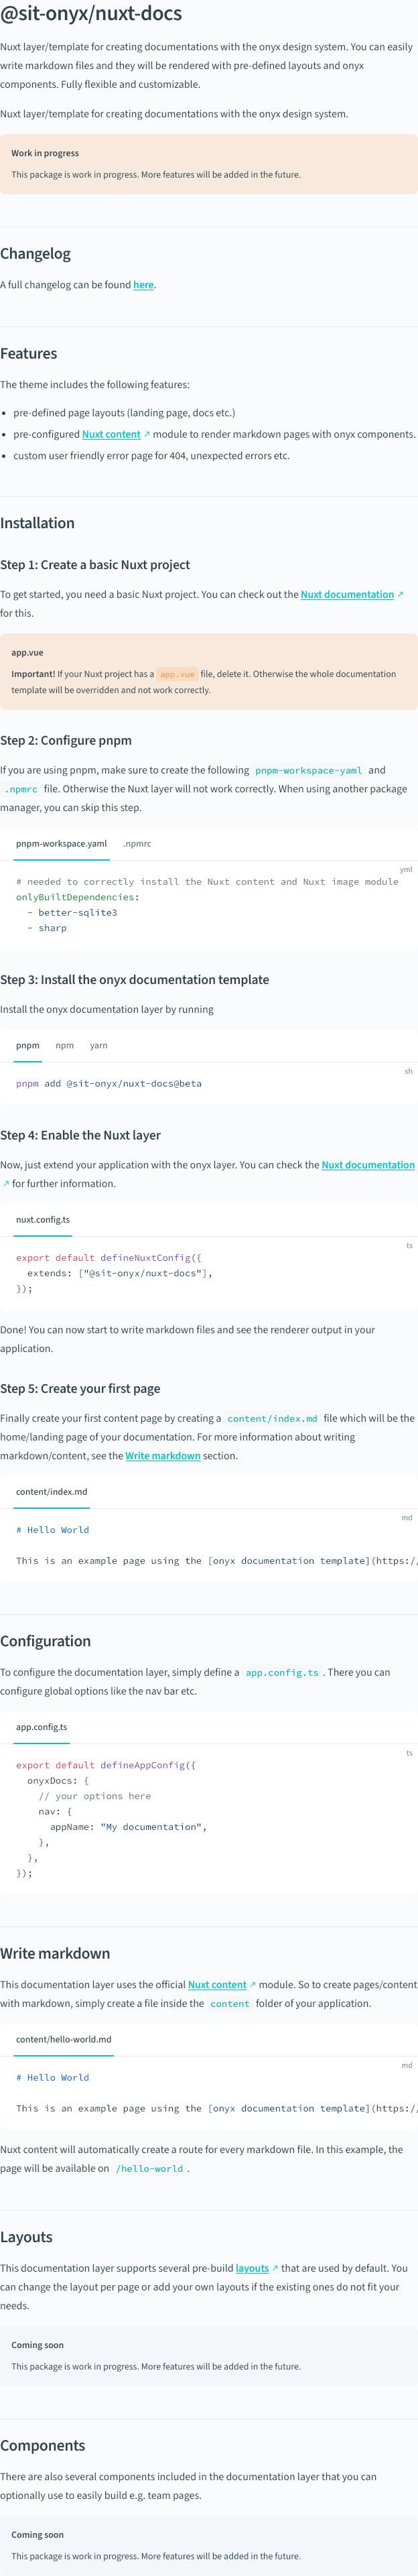 @sit-onyx/nuxt-docs
Nuxt layer/template for creating documentations with the onyx design system. You can easily
write markdown files and they will be rendered with pre-defined layouts and onyx
components. Fully flexible and customizable.
Nuxt layer/template for creating documentations with the onyx design system.
Work in progress
This package is work in progress. More features will be added in the future.
Changelog
A full changelog can be found here.
Features
The theme includes the following features:
• pre-defined page layouts (landing page, docs etc.)
• pre-configured Nuxt content ↗ module to render markdown pages with onyx components.
• custom user friendly error page for 404, unexpected errors etc.
Installation
Step 1: Create a basic Nuxt project
To get started, you need a basic Nuxt project. You can check out the Nuxt documentation ↗
for this.
app.vue
Important! If your Nuxt project has a app.vue file, delete it. Otherwise the whole documentation
template will be overridden and not work correctly.
Step 2: Configure pnpm
If you are using pnpm, make sure to create the following pnpm-workspace-yaml and
.npmrc file. Otherwise the Nuxt layer will not work correctly. When using another package
manager, you can skip this step.
pnpm-workspace.yaml .npmrc
yml
# needed to correctly install the Nuxt content and Nuxt image module
onlyBuiltDependencies:
  - better-sqlite3
  - sharp
Step 3: Install the onyx documentation template
Install the onyx documentation layer by running
pnpm npm yarn
sh
pnpm add @sit-onyx/nuxt-docs@beta
Step 4: Enable the Nuxt layer
Now, just extend your application with the onyx layer. You can check the Nuxt documentation
↗ for further information.
nuxt.config.ts
ts
export default defineNuxtConfig({
  extends: ["@sit-onyx/nuxt-docs"],
});
Done! You can now start to write markdown files and see the renderer output in your
application.
Step 5: Create your first page
Finally create your first content page by creating a content/index.md file which will be the
home/landing page of your documentation. For more information about writing
markdown/content, see the Write markdown section.
content/index.md
md
# Hello World
This is an example page using the [onyx documentation template](https:/
Configuration
To configure the documentation layer, simply define a app.config.ts . There you can
configure global options like the nav bar etc.
app.config.ts
ts
export default defineAppConfig({
  onyxDocs: {
    // your options here
    nav: {
      appName: "My documentation",
    },
  },
});
Write markdown
This documentation layer uses the official Nuxt content ↗ module. So to create pages/content
with markdown, simply create a file inside the content folder of your application.
content/hello-world.md
md
# Hello World
This is an example page using the [onyx documentation template](https:/
Nuxt content will automatically create a route for every markdown file. In this example, the
page will be available on /hello-world .
Layouts
This documentation layer supports several pre-build layouts ↗ that are used by default. You
can change the layout per page or add your own layouts if the existing ones do not fit your
needs.
Coming soon
This package is work in progress. More features will be added in the future.
Components
There are also several components included in the documentation layer that you can
optionally use to easily build e.g. team pages.
Coming soon
This package is work in progress. More features will be added in the future.